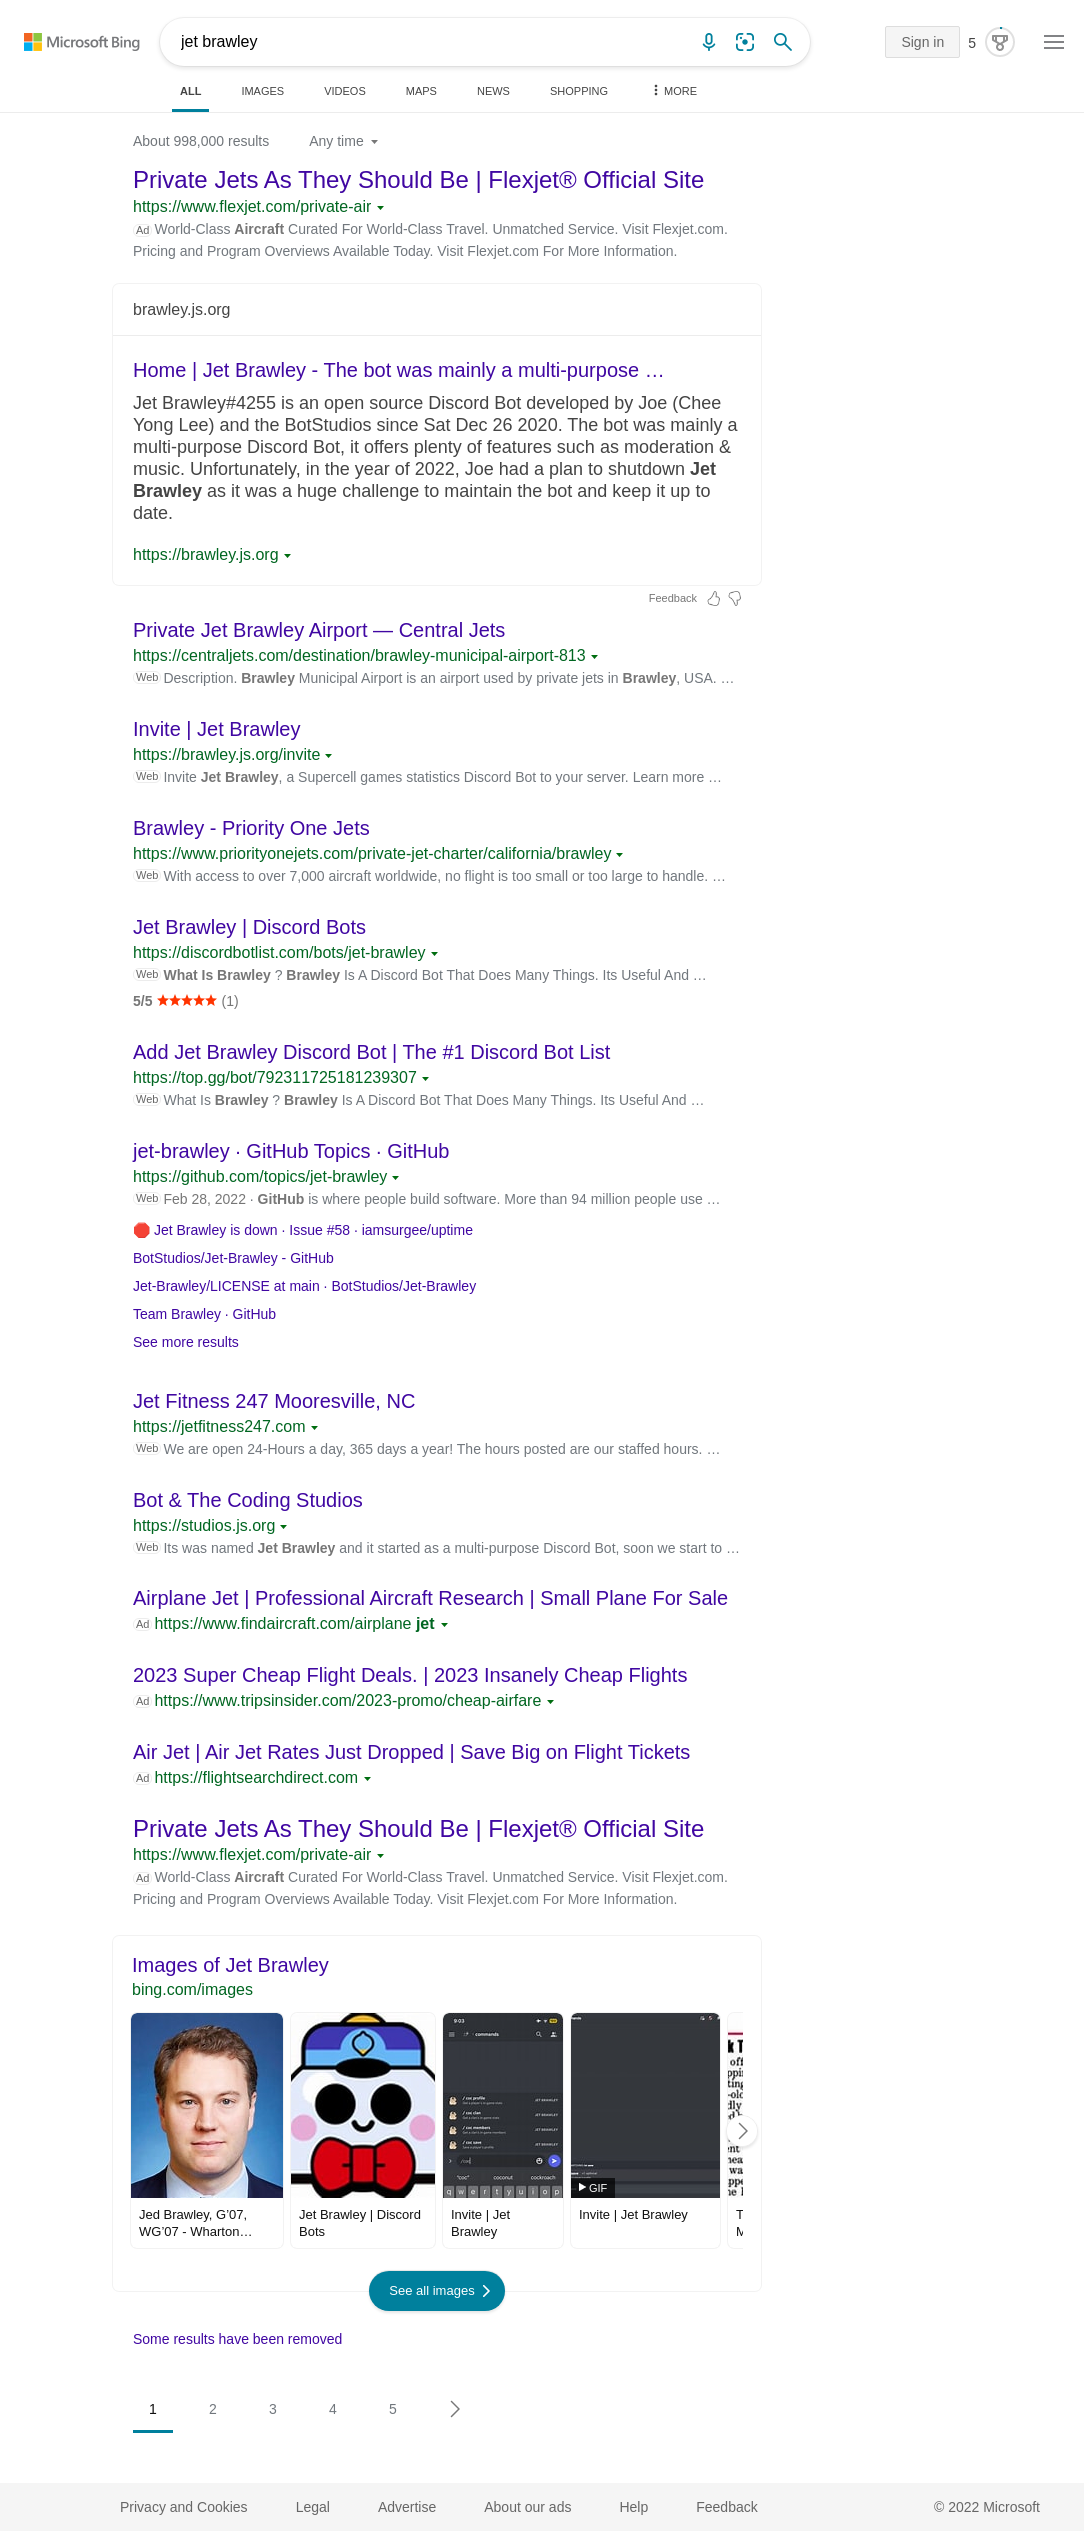 Microsoft Bing
jet brawley
Sign in
5
ALL
IMAGES
VIDEOS
MAPS
NEWS
SHOPPING
MORE
About 998,000 results
Any time
Private Jets As They Should Be | Flexjet® Official Site
https://www.flexjet.com/private-air
Ad World-Class Aircraft Curated For World-Class Travel. Unmatched Service. Visit Flexjet.com.
Pricing and Program Overviews Available Today. Visit Flexjet.com For More Information.
brawley.js.org
Home | Jet Brawley - The bot was mainly a multi-purpose …
Jet Brawley#4255 is an open source Discord Bot developed by Joe (Chee
Yong Lee) and the BotStudios since Sat Dec 26 2020. The bot was mainly a
multi-purpose Discord Bot, it offers plenty of features such as moderation &
music. Unfortunately, in the year of 2022, Joe had a plan to shutdown Jet
Brawley as it was a huge challenge to maintain the bot and keep it up to
date.
https://brawley.js.org
Feedback
Private Jet Brawley Airport — Central Jets
https://centraljets.com/destination/brawley-municipal-airport-813
Web Description. Brawley Municipal Airport is an airport used by private jets in Brawley, USA. …
Invite | Jet Brawley
https://brawley.js.org/invite
Web Invite Jet Brawley, a Supercell games statistics Discord Bot to your server. Learn more …
Brawley - Priority One Jets
https://www.priorityonejets.com/private-jet-charter/california/brawley
Web With access to over 7,000 aircraft worldwide, no flight is too small or too large to handle. …
Jet Brawley | Discord Bots
https://discordbotlist.com/bots/jet-brawley
Web What Is Brawley ? Brawley Is A Discord Bot That Does Many Things. Its Useful And …
5/5 ★★★★★ (1)
Add Jet Brawley Discord Bot | The #1 Discord Bot List
https://top.gg/bot/792311725181239307
Web What Is Brawley ? Brawley Is A Discord Bot That Does Many Things. Its Useful And …
jet-brawley · GitHub Topics · GitHub
https://github.com/topics/jet-brawley
Web Feb 28, 2022 · GitHub is where people build software. More than 94 million people use …
🛑 Jet Brawley is down · Issue #58 · iamsurgee/uptime
BotStudios/Jet-Brawley - GitHub
Jet-Brawley/LICENSE at main · BotStudios/Jet-Brawley
Team Brawley · GitHub
See more results
Jet Fitness 247 Mooresville, NC
https://jetfitness247.com
Web We are open 24-Hours a day, 365 days a year! The hours posted are our staffed hours. …
Bot & The Coding Studios
https://studios.js.org
Web Its was named Jet Brawley and it started as a multi-purpose Discord Bot, soon we start to …
Airplane Jet | Professional Aircraft Research | Small Plane For Sale
Ad https://www.findaircraft.com/airplane jet
2023 Super Cheap Flight Deals. | 2023 Insanely Cheap Flights
Ad https://www.tripsinsider.com/2023-promo/cheap-airfare
Air Jet | Air Jet Rates Just Dropped | Save Big on Flight Tickets
Ad https://flightsearchdirect.com
Private Jets As They Should Be | Flexjet® Official Site
https://www.flexjet.com/private-air
Ad World-Class Aircraft Curated For World-Class Travel. Unmatched Service. Visit Flexjet.com.
Pricing and Program Overviews Available Today. Visit Flexjet.com For More Information.
Images of Jet Brawley
bing.com/images
9:03
commands
/ coc profile
/ coc clan
/ coc members
/ coc save
/coc
"coc" coconut cockroach
q w e r t y u i o p
GIF
Jed Brawley, G'07,
WG'07 - Wharton…
Jet Brawley | Discord
Bots
Invite | Jet
Brawley
Invite | Jet Brawley
See all images
Some results have been removed
1
2
3
4
5
Privacy and Cookies
Legal
Advertise
About our ads
Help
Feedback
© 2022 Microsoft